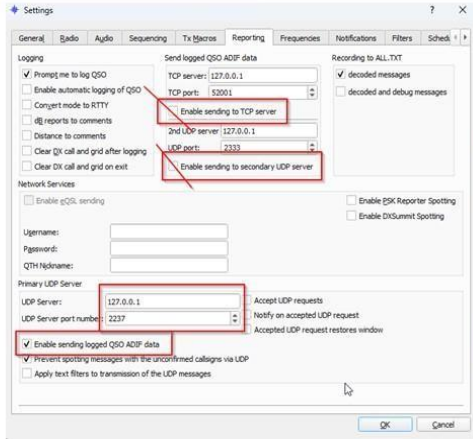 Settings
? X
General Radio Audio Sequencing Tx Macros Reporting Frequencies Notifications Filters
Logging
Prompt me to log QSO
Enable automatic logging of QSO
Convert mode to RTTY
dB reports to comments
Distance to comments
Clear DX call and grid after logging
Clear DX call and grid on exit
Send logged QSO ADIF data
TCP server: 127.0.0.1
TCP port: 52001
Enable sending to TCP server
2nd UDP server 127.0.0.1
UDP port: 2333
Enable sending to secondary UDP server
Recording to ALL.TXT
decoded messages
decoded and debug messages
Network Services
Enable eQSL sending
Enable PSK Reporter Spotting
Enable DXSummit Spotting
Username:
Password:
QTH Nickname:
Primary UDP Server
UDP Server: 127.0.0.1
UDP Server port number: 2237
Accept UDP requests
Notify on accepted UDP request
Accepted UDP request restores window
Enable sending logged QSO ADIF data
Prevent spotting messages with the unconfirmed callsigns via UDP
Apply text filters to transmission of the UDP messages
OK Cancel